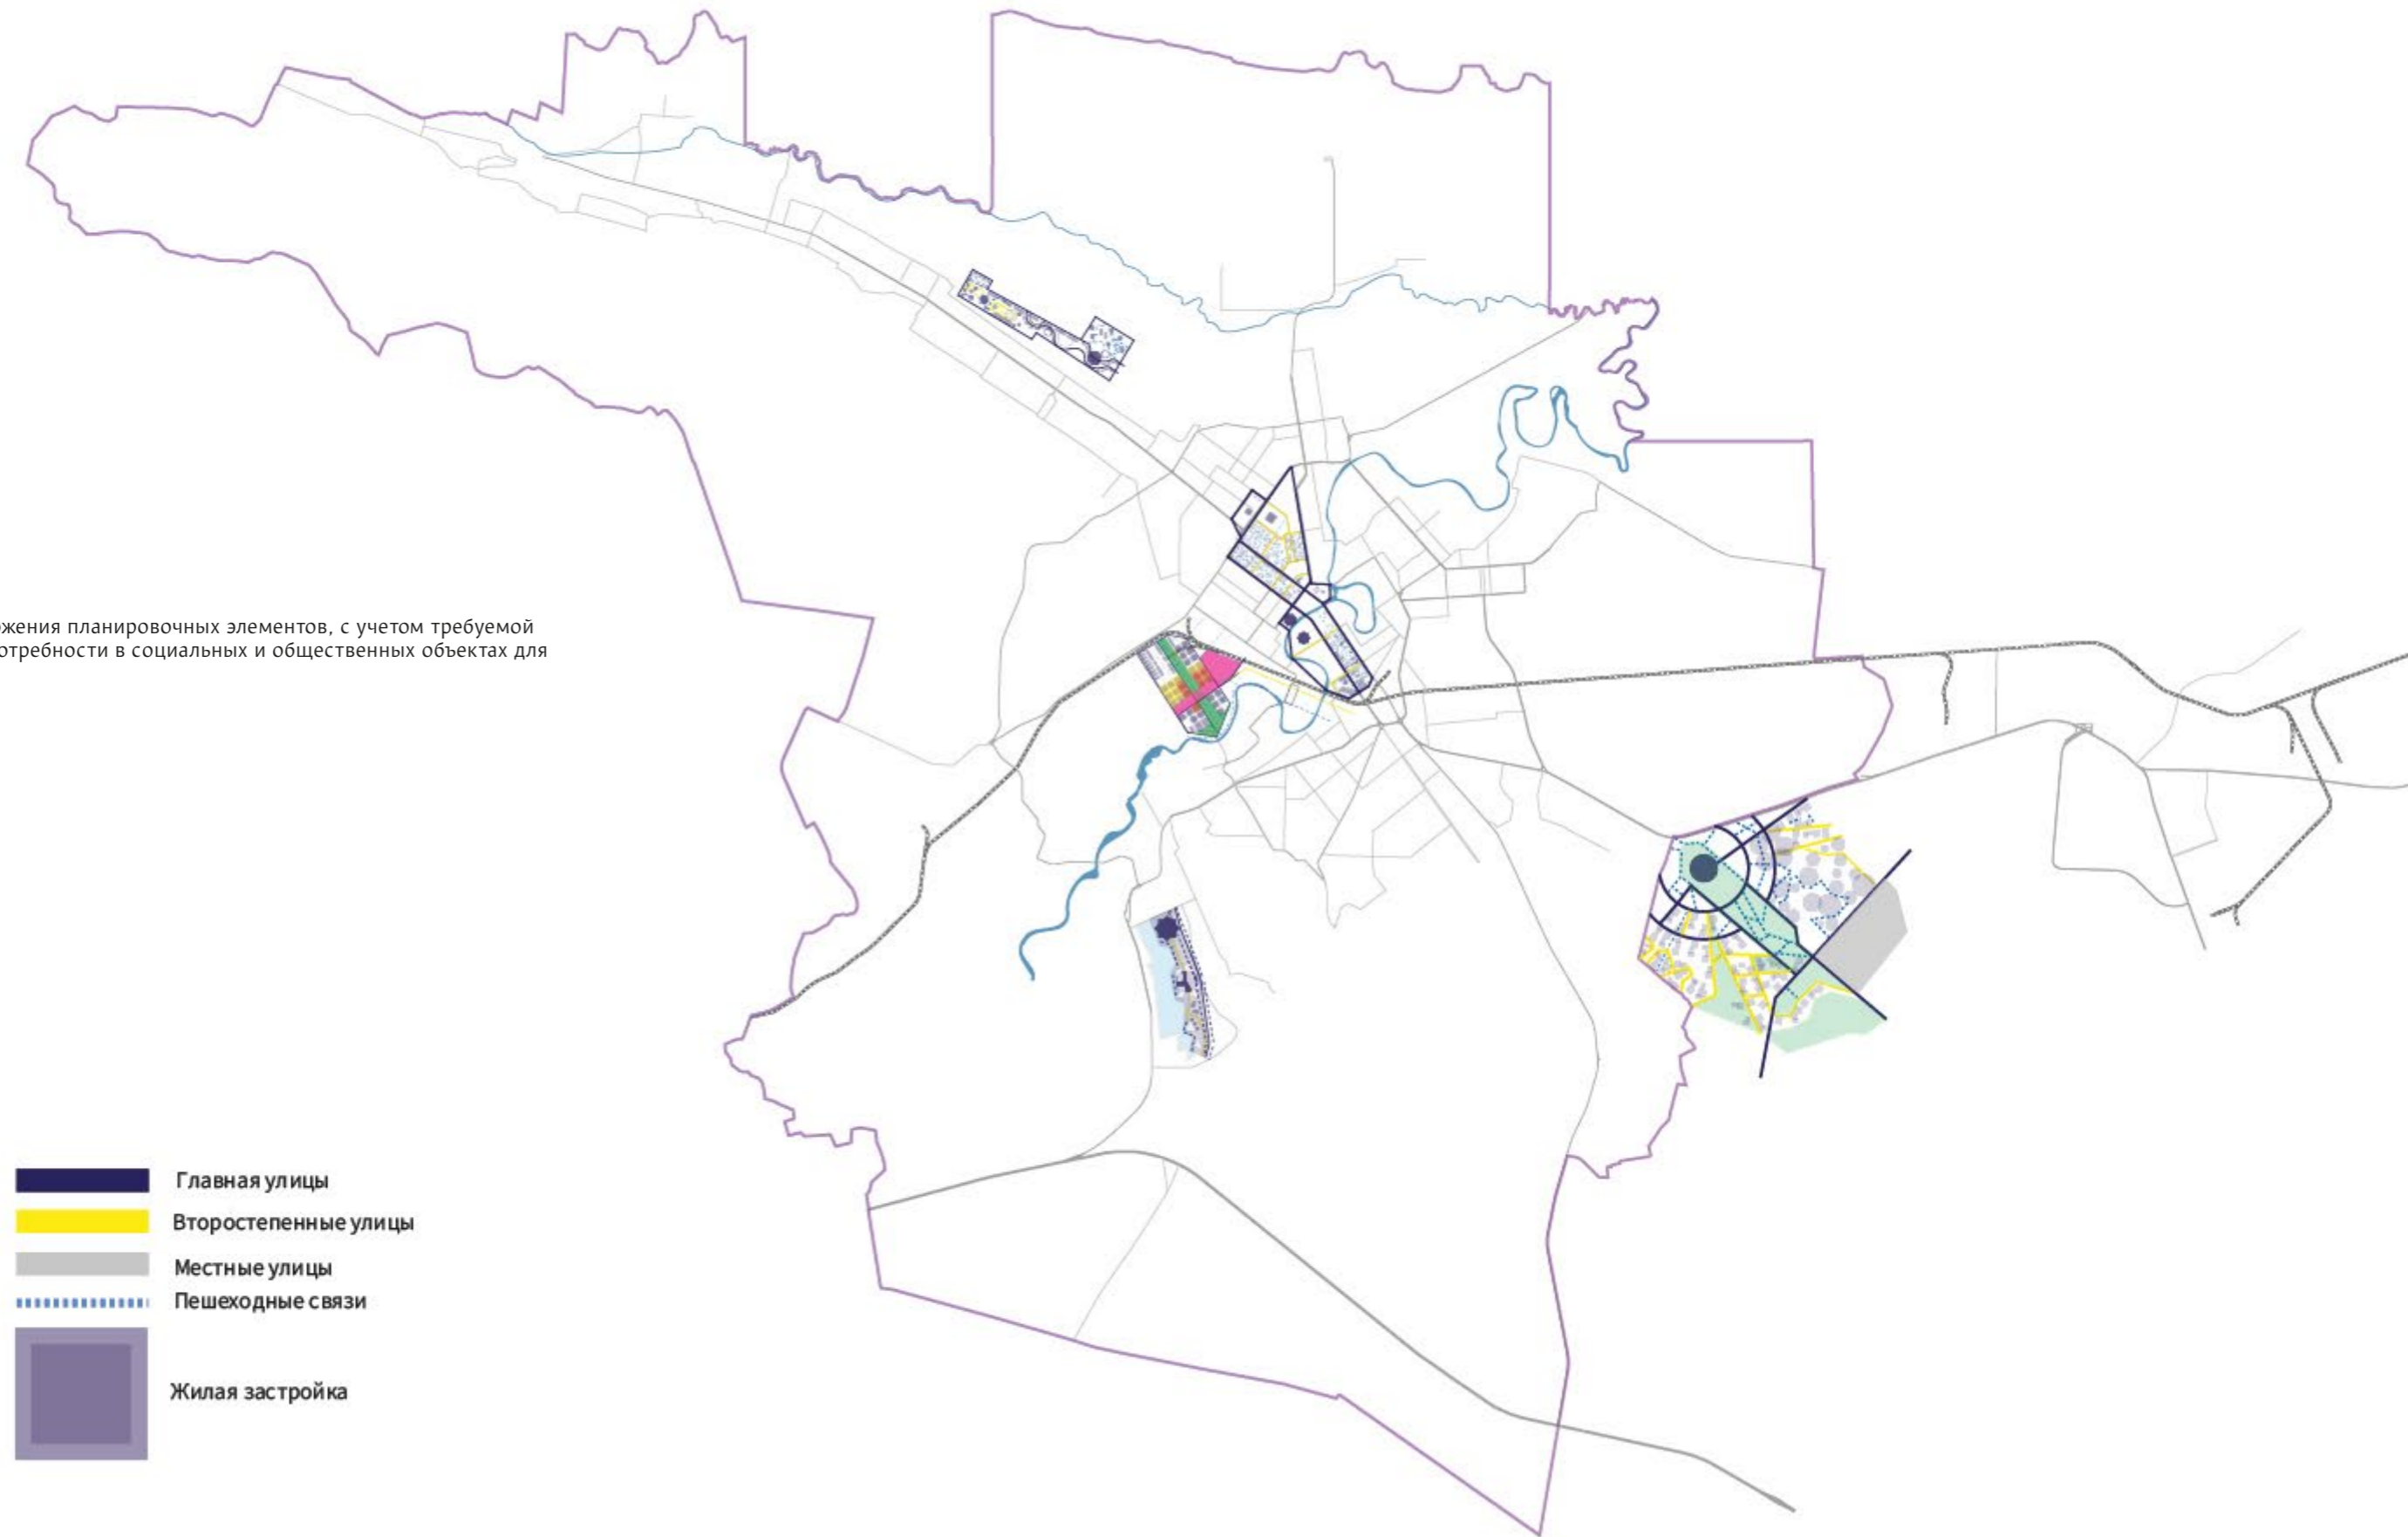 жения планировочных элементов, с учетом требуемой
отребности в социальных и общественных объектах для
Главная улицы
Второстепенные улицы
Местные улицы
Пешеходные связи
Жилая застройка